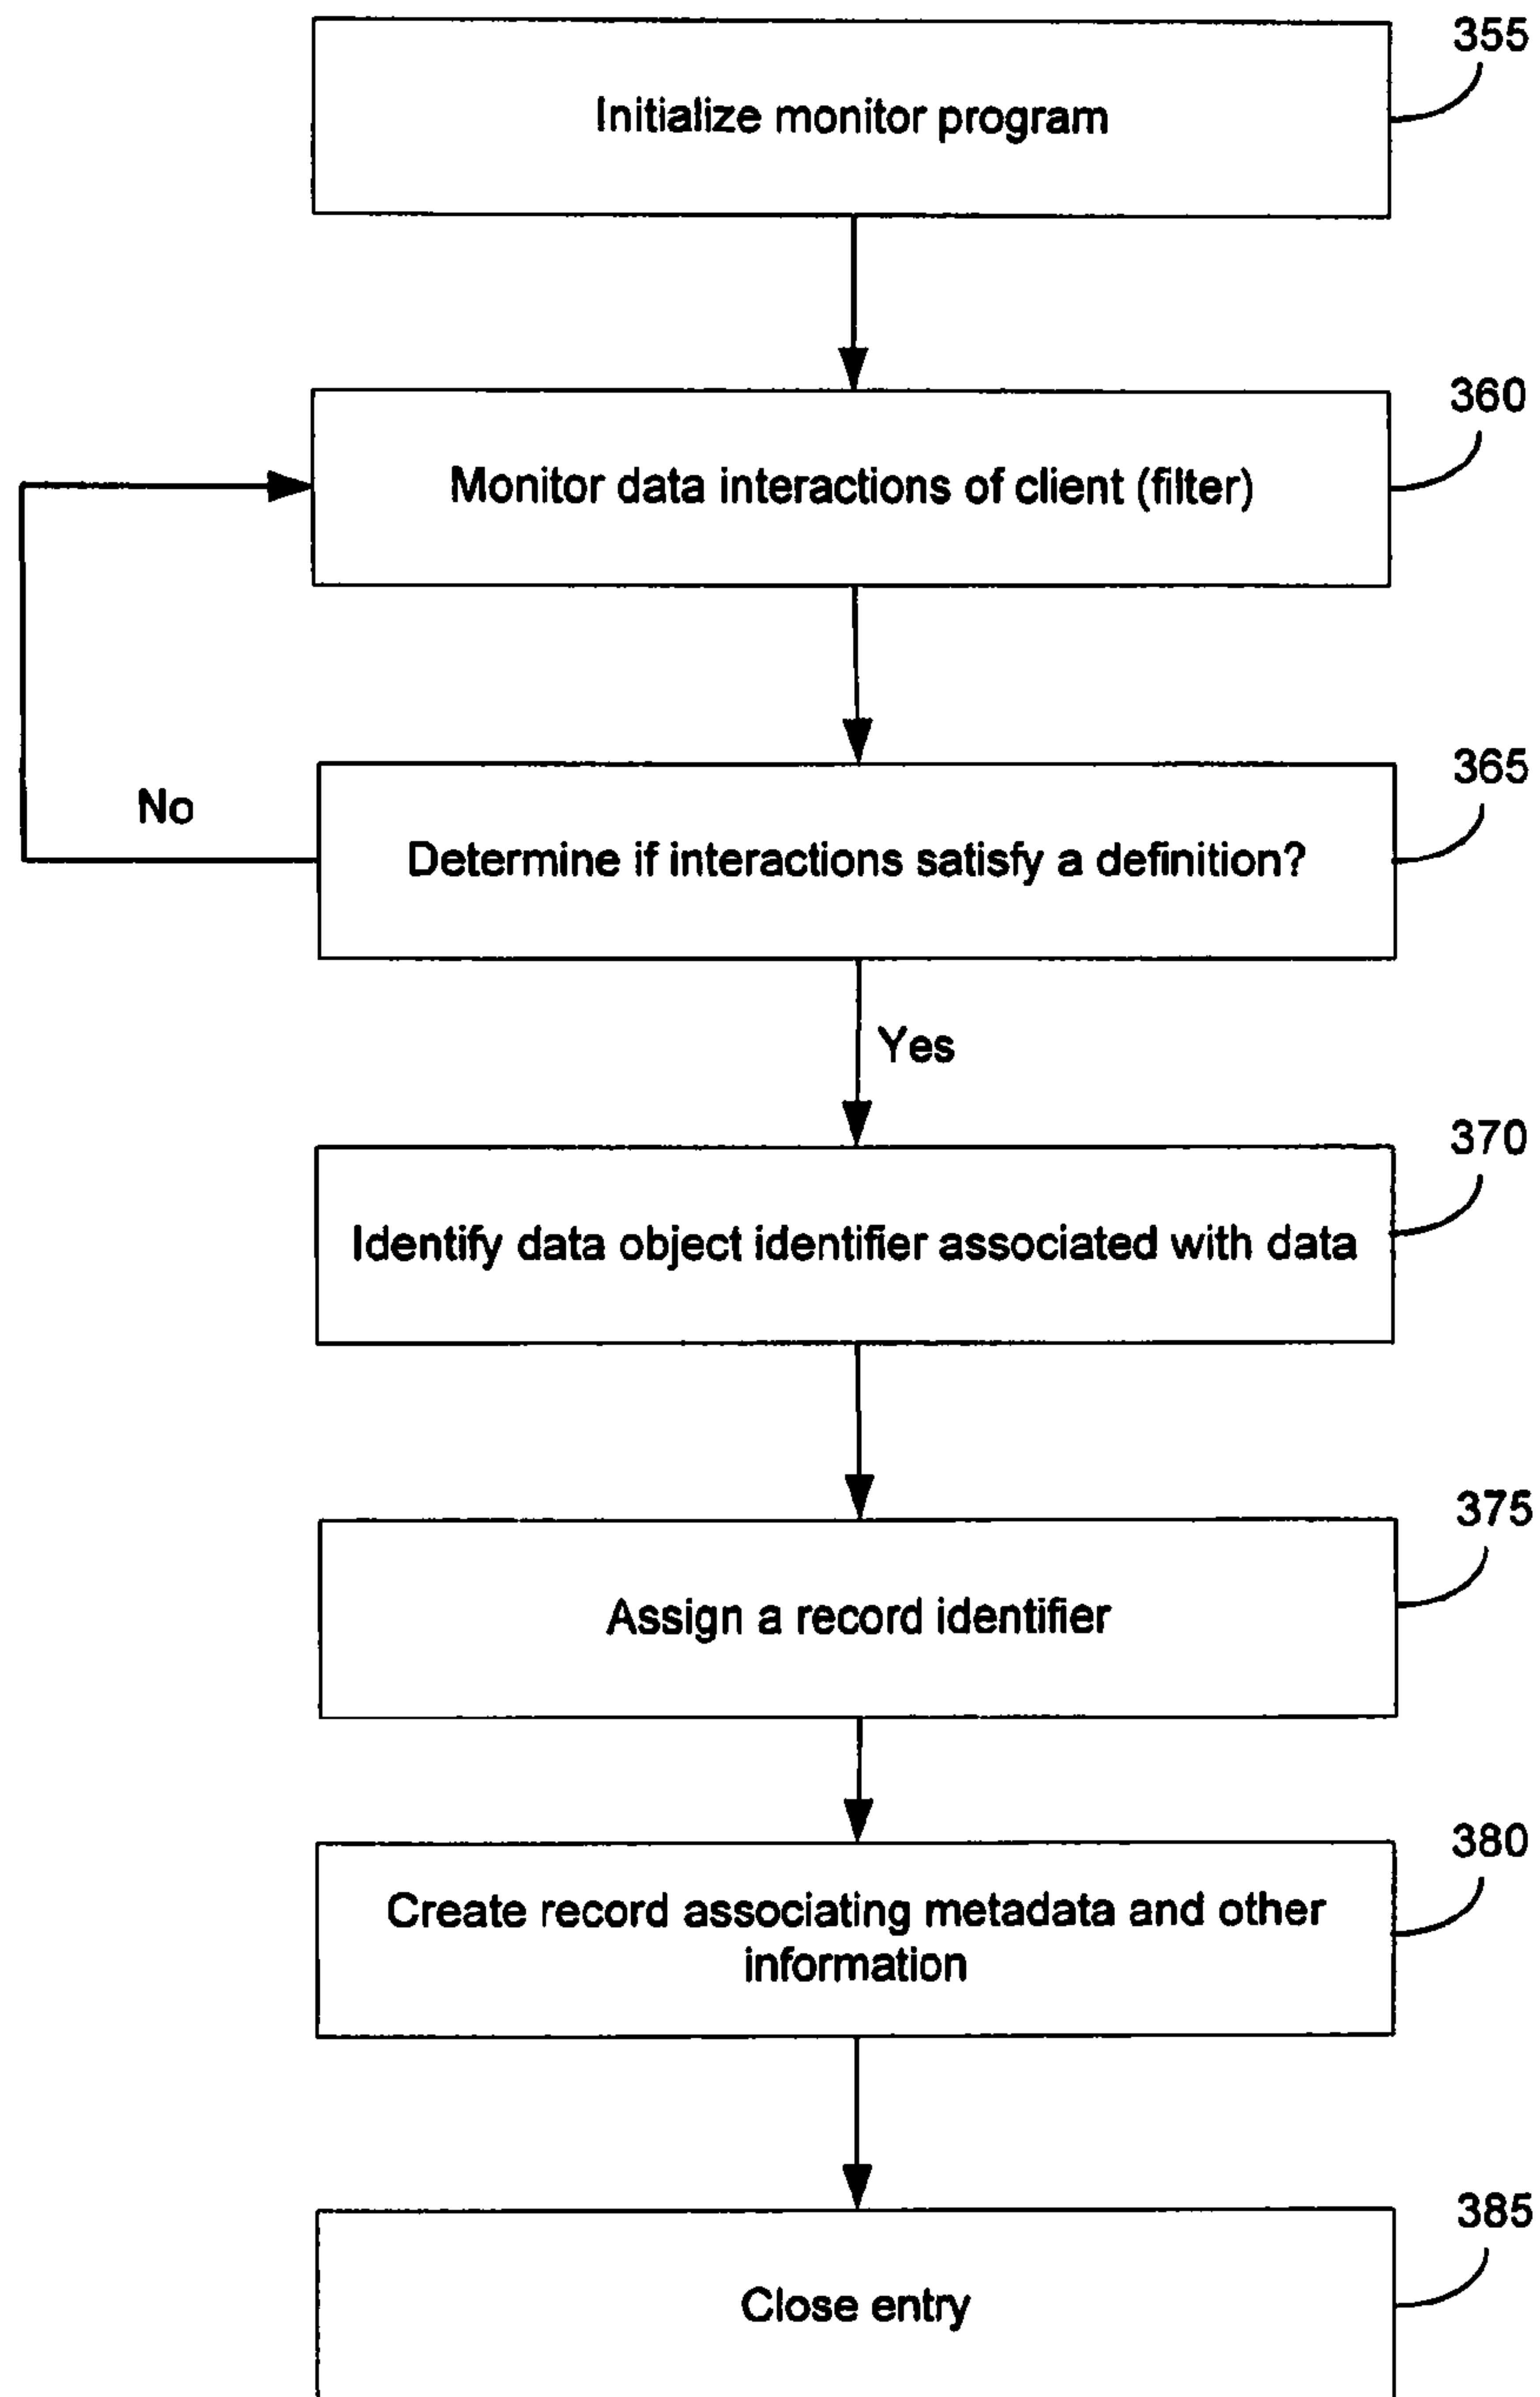 355
Initialize monitor program
360
Monitor data interactions of client (filter)
365
No
Determine if interactions satisfy a definition?
Yes
370
Identify data object identifier associated with data
375
Assign a record identifier
380
Create record associating metadata and other
information
385
Close entry